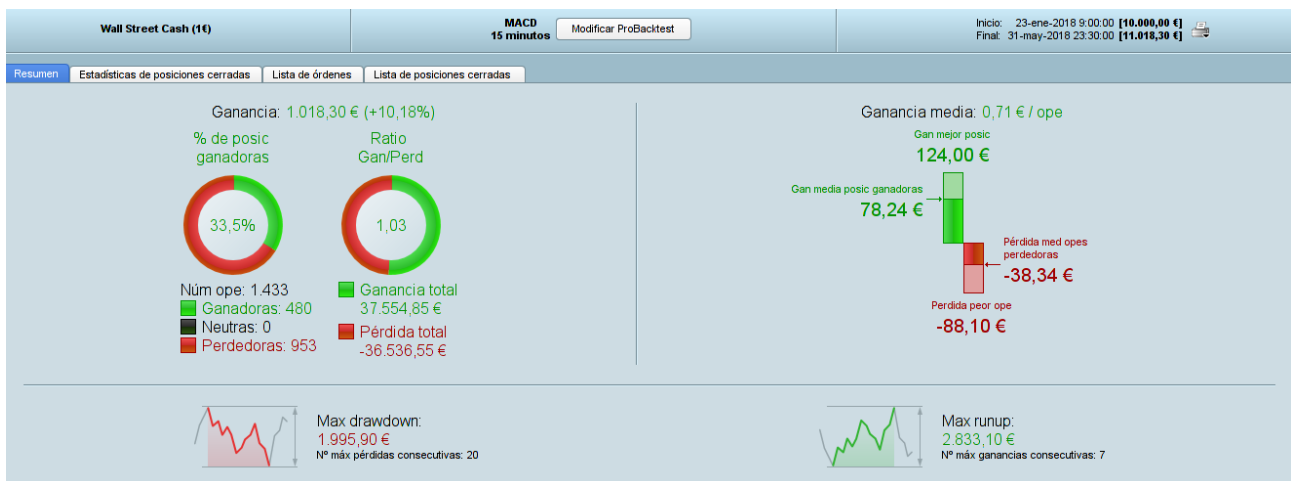 Wall Street Cash (1€)
MACD
15 minutos
Modificar ProBacktest
Inicio: 23-ene-2018 9:00:00 [10.000,00 €]
Final: 31-may-2018 23:30:00 [11.018,30 €]
Resumen
Estadísticas de posiciones cerradas
Lista de órdenes
Lista de posiciones cerradas
Ganancia: 1.018,30 € (+10,18%)
% de posic
ganadoras
Ratio
Gan/Perd
33,5%
1,03
Núm ope: 1.433
Ganadoras: 480
Neutras: 0
Perdedoras: 953
Ganancia total
37.554,85 €
Pérdida total
-36.536,55 €
Ganancia media: 0,71 € / ope
Gan mejor posic
124,00 €
Gan media posic ganadoras
78,24 €
Pérdida med opes
perdedoras
-38,34 €
Perdida peor ope
-88,10 €
Max drawdown:
1.995,90 €
Nº máx pérdidas consecutivas: 20
Max runup:
2.833,10 €
Nº máx ganancias consecutivas: 7